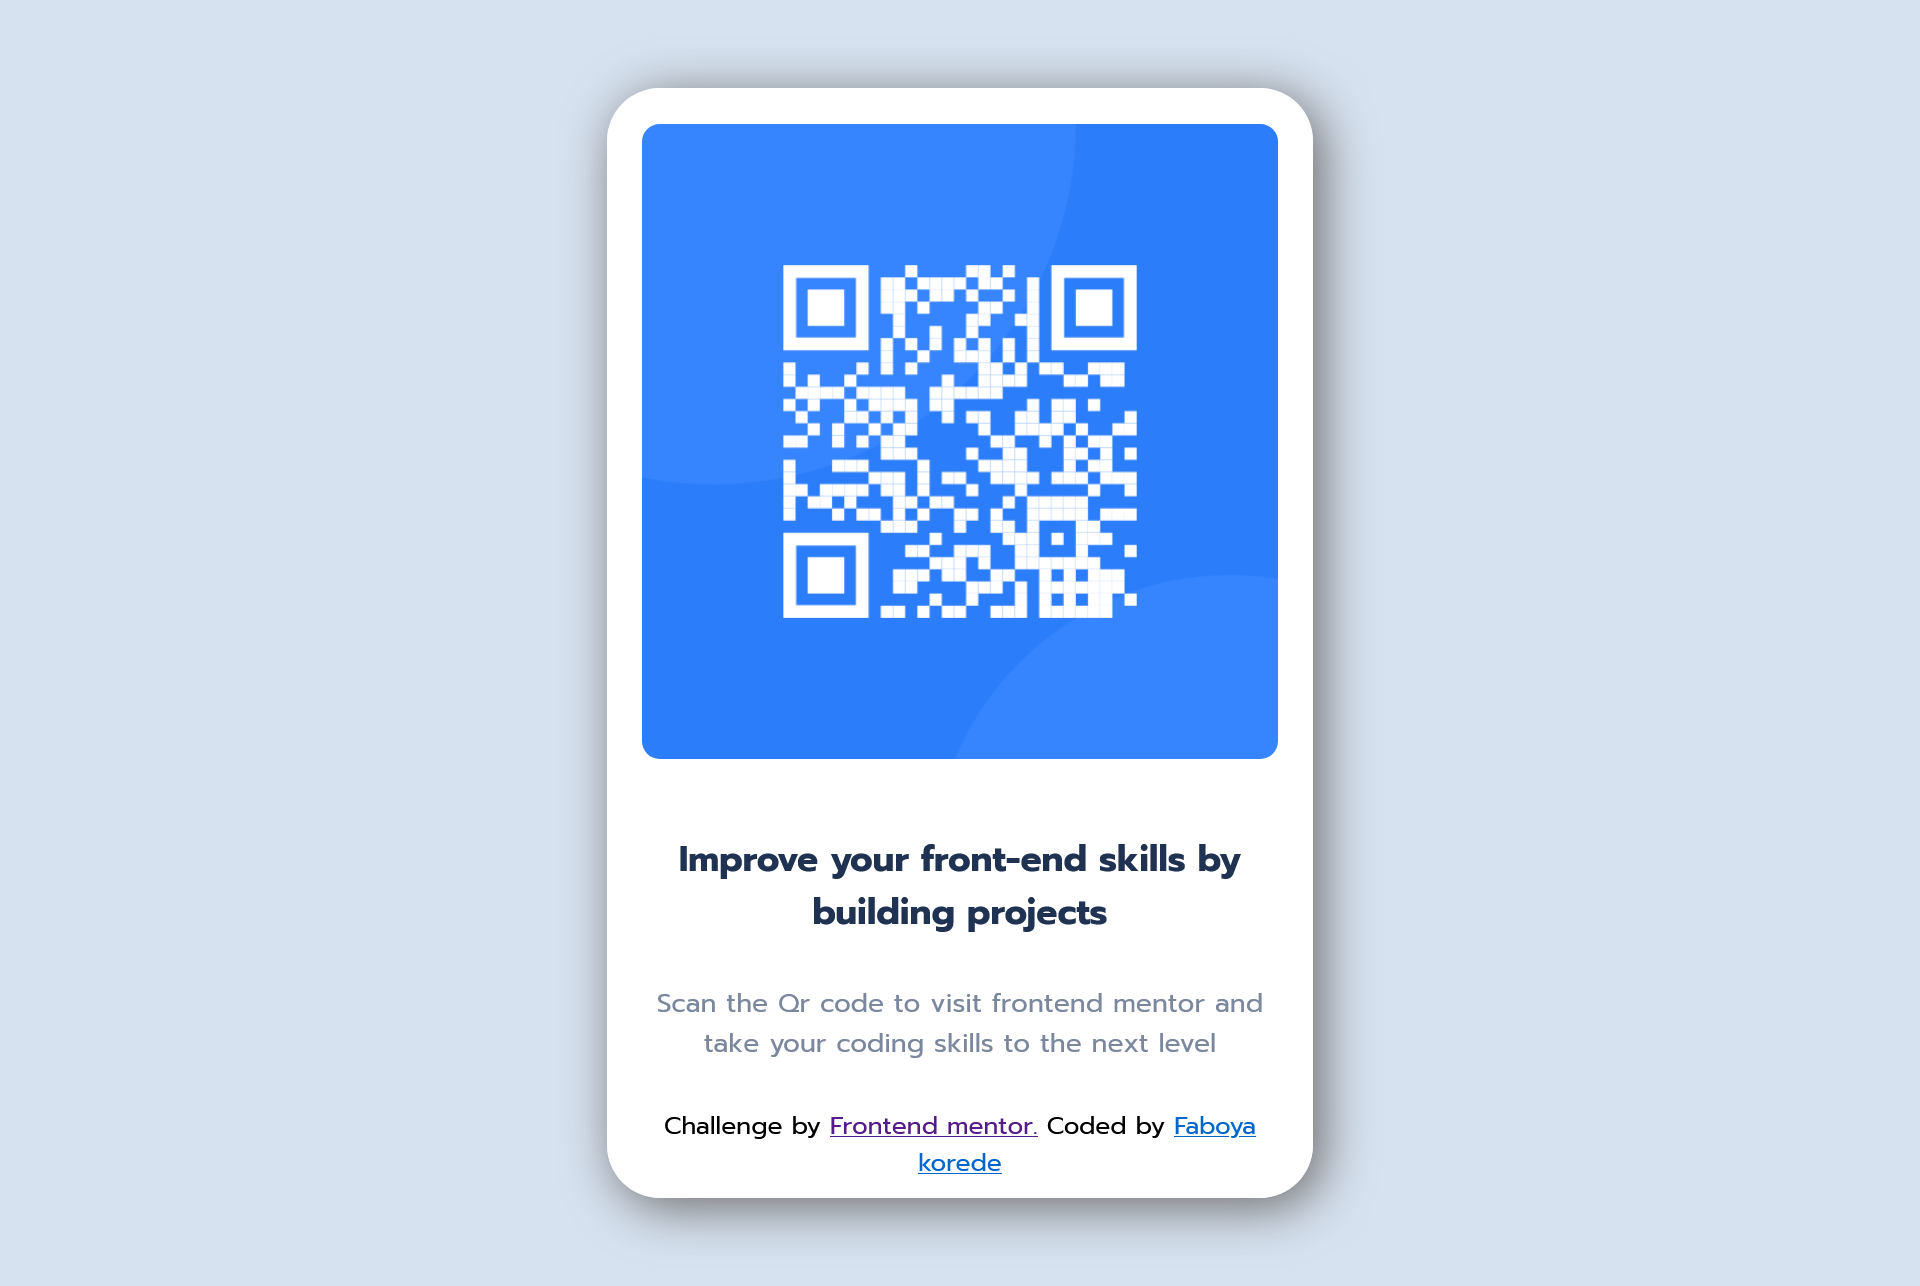 Improve your front-end skills by
building projects
Scan the Qr code to visit frontend mentor and
take your coding skills to the next level
Challenge by Frontend mentor. Coded by Faboya
korede